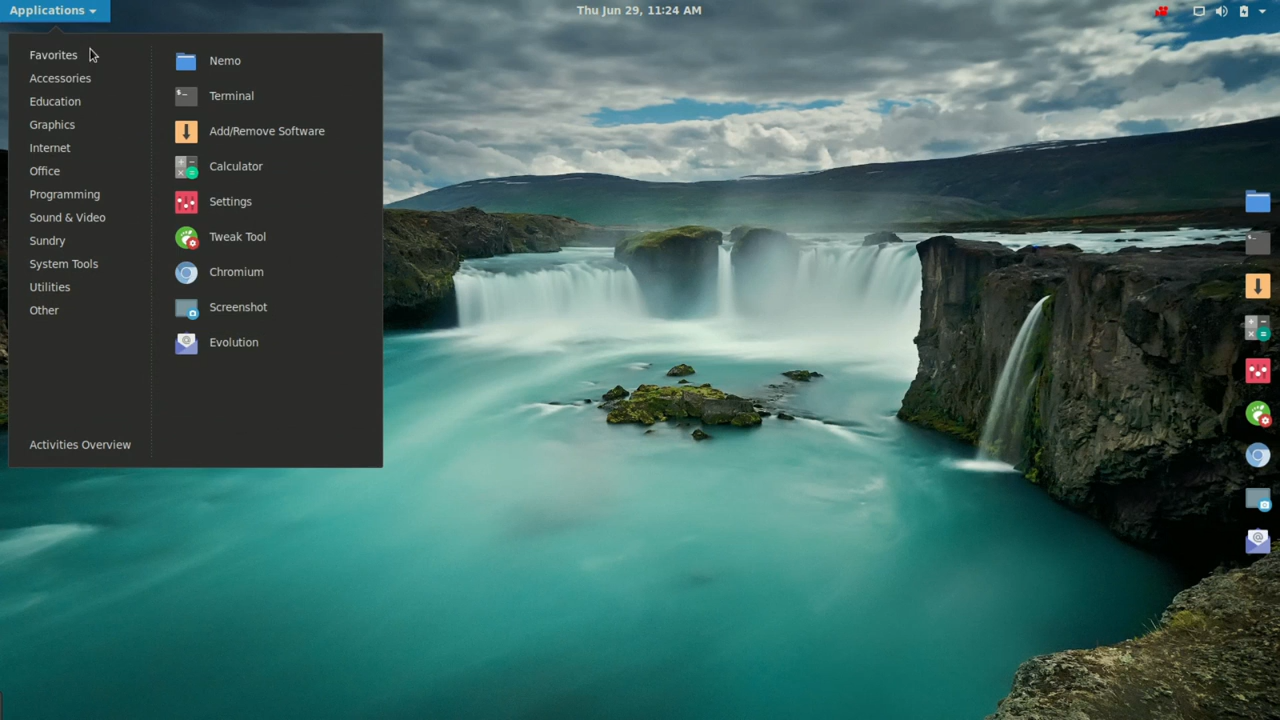 Applications
Thu Jun 29, 11:24 AM
Favorites
Accessories
Education
Graphics
Internet
Office
Programming
Sound & Video
Sundry
System Tools
Utilities
Other
Activities Overview
Nemo
Terminal
Add/Remove Software
Calculator
Settings
Tweak Tool
Chromium
Screenshot
Evolution